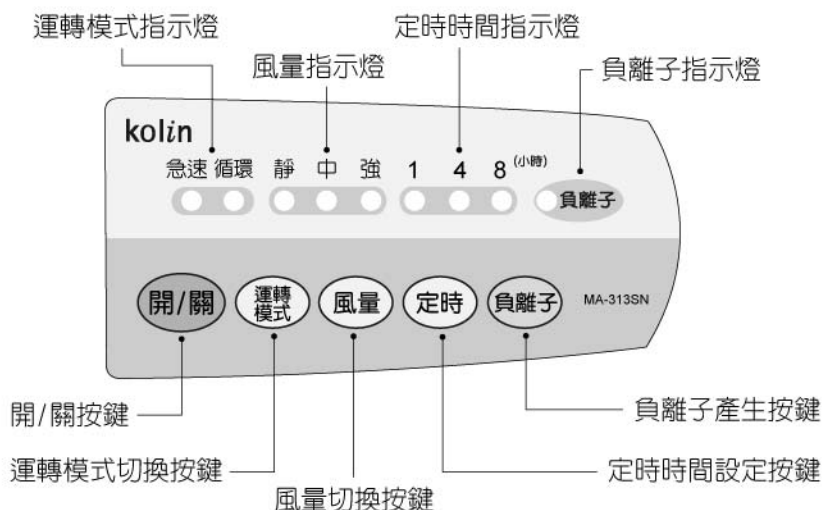 運轉模式指示燈
定時時間指示燈
風量指示燈
負離子指示燈
kolin
急速 循環 靜 中 強 1 4 8 (小時)
負離子
開/關 運轉模式 風量 定時 負離子 MA-313SN
開/關按鍵
負離子產生按鍵
運轉模式切換按鍵
定時時間設定按鍵
風量切換按鍵